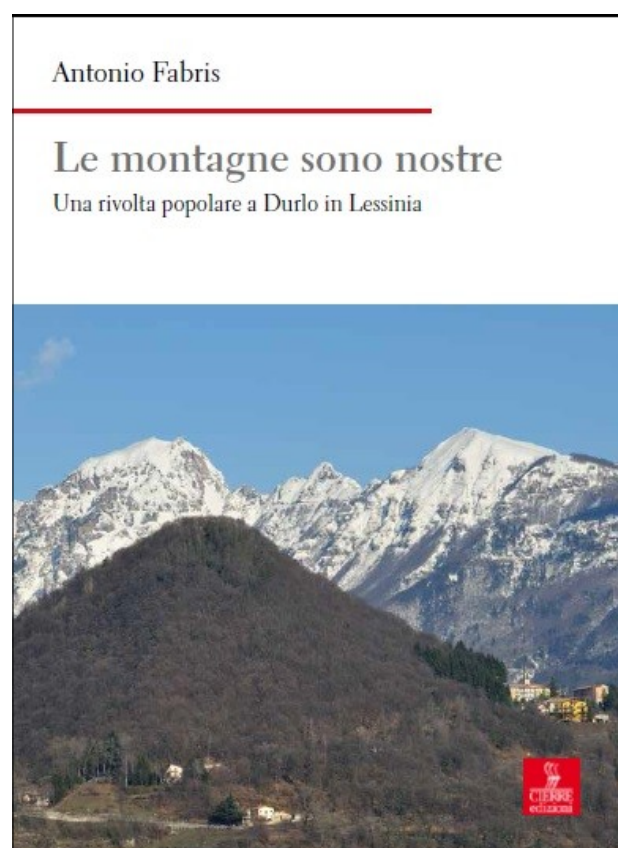 Antonio Fabris
Le montagne sono nostre
Una rivolta popolare a Durlo in Lessinia
CIERRE
edizioni